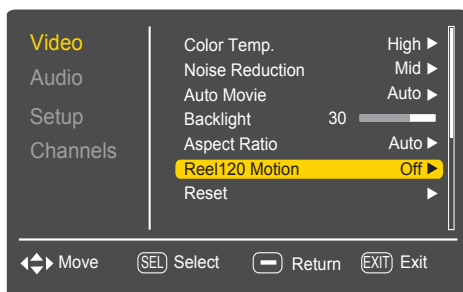 Video
Audio
Setup
Channels
Color Temp. High
Noise Reduction Mid
Auto Movie Auto
Backlight 30
Aspect Ratio Auto
Reel120 Motion Off
Reset
Move SEL Select Return EXIT Exit